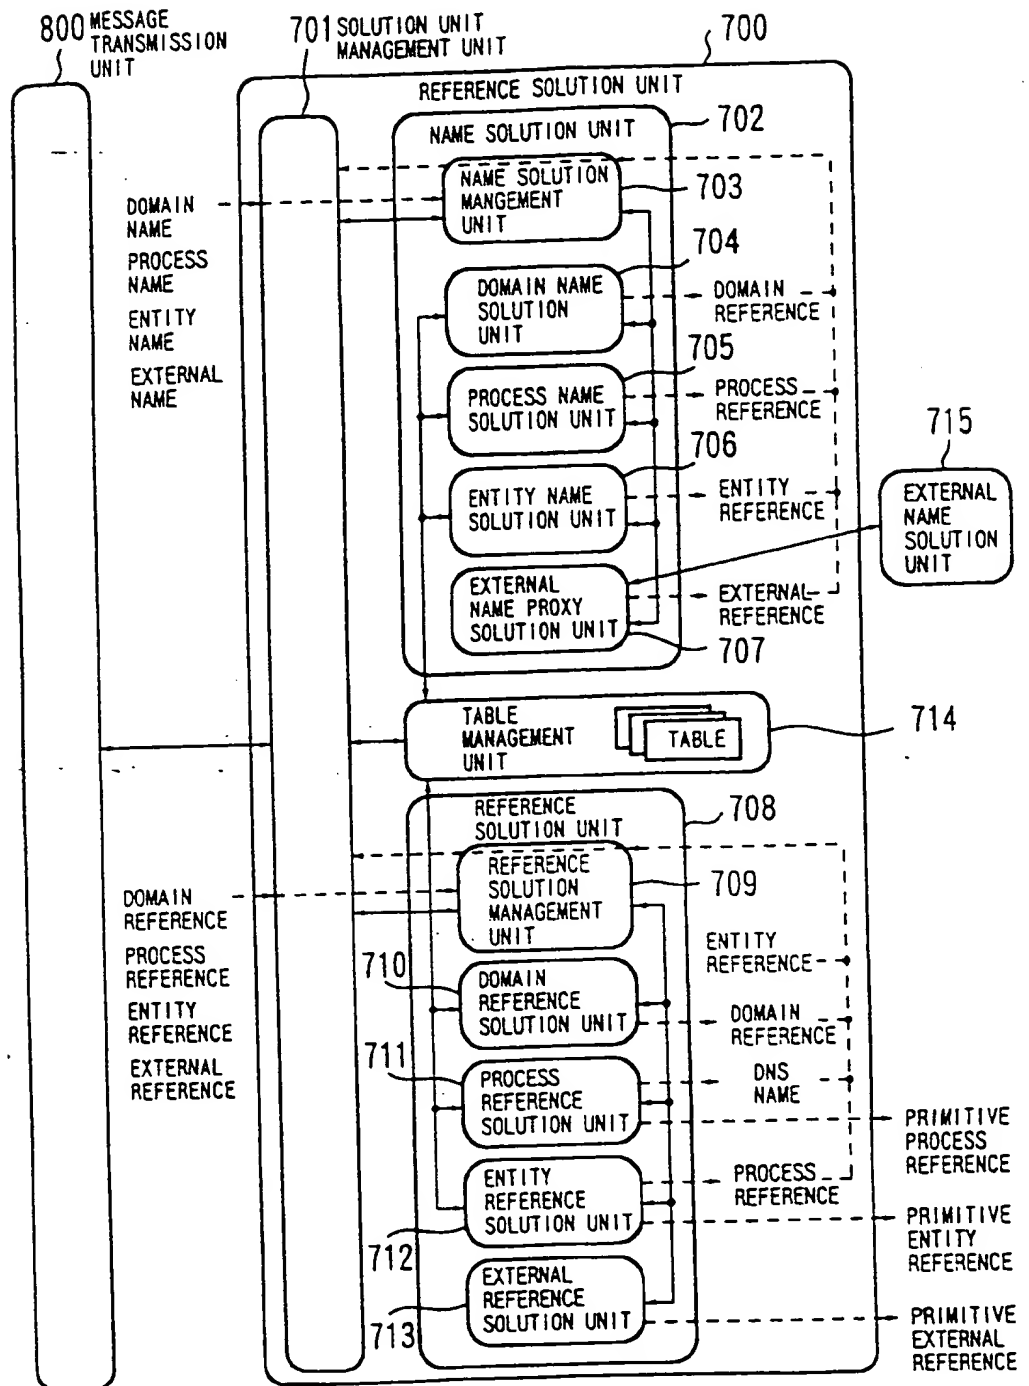 800 MESSAGE
TRANSMISSION
UNIT
701 SOLUTION UNIT
MANAGEMENT UNIT
700
REFERENCE SOLUTION UNIT
NAME SOLUTION UNIT
702
NAME SOLUTION
MANGEMENT
UNIT
703
DOMAIN
NAME
PROCESS
NAME
ENTITY
NAME
EXTERNAL
NAME
704
DOMAIN NAME
SOLUTION
UNIT
DOMAIN
REFERENCE
705
PROCESS NAME
SOLUTION UNIT
PROCESS
REFERENCE
706
ENTITY NAME
SOLUTION UNIT
ENTITY
REFERENCE
715
EXTERNAL
NAME
SOLUTION
UNIT
EXTERNAL
NAME PROXY
SOLUTION UNIT
EXTERNAL
REFERENCE
707
TABLE
MANAGEMENT
UNIT
TABLE
714
REFERENCE
SOLUTION UNIT
708
REFERENCE
SOLUTION
MANAGEMENT
UNIT
709
DOMAIN
REFERENCE
PROCESS
REFERENCE
ENTITY
REFERENCE
EXTERNAL
REFERENCE
ENTITY
REFERENCE
710
DOMAIN
REFERENCE
SOLUTION UNIT
DOMAIN
REFERENCE
711
PROCESS
REFERENCE
SOLUTION UNIT
DNS
NAME
PRIMITIVE
PROCESS
REFERENCE
ENTITY
REFERENCE
SOLUTION UNIT
PROCESS
REFERENCE
712
PRIMITIVE
ENTITY
REFERENCE
EXTERNAL
REFERENCE
SOLUTION UNIT
713
PRIMITIVE
EXTERNAL
REFERENCE